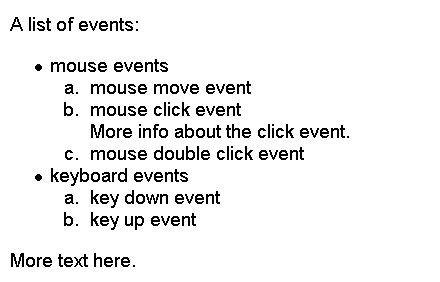 A list of events:
• mouse events
a. mouse move event
b. mouse click event
More info about the click event.
c. mouse double click event
• keyboard events
a. key down event
b. key up event
More text here.